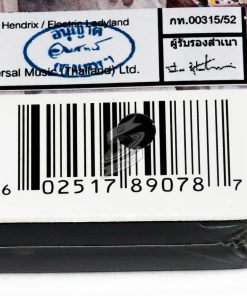 Hendrix / Electric Ladyland
กท.00315/52
อนุญาต
ผู้รับรองสำเนา
ersal Music (Thailand) Ltd.
6 02517 89078 7